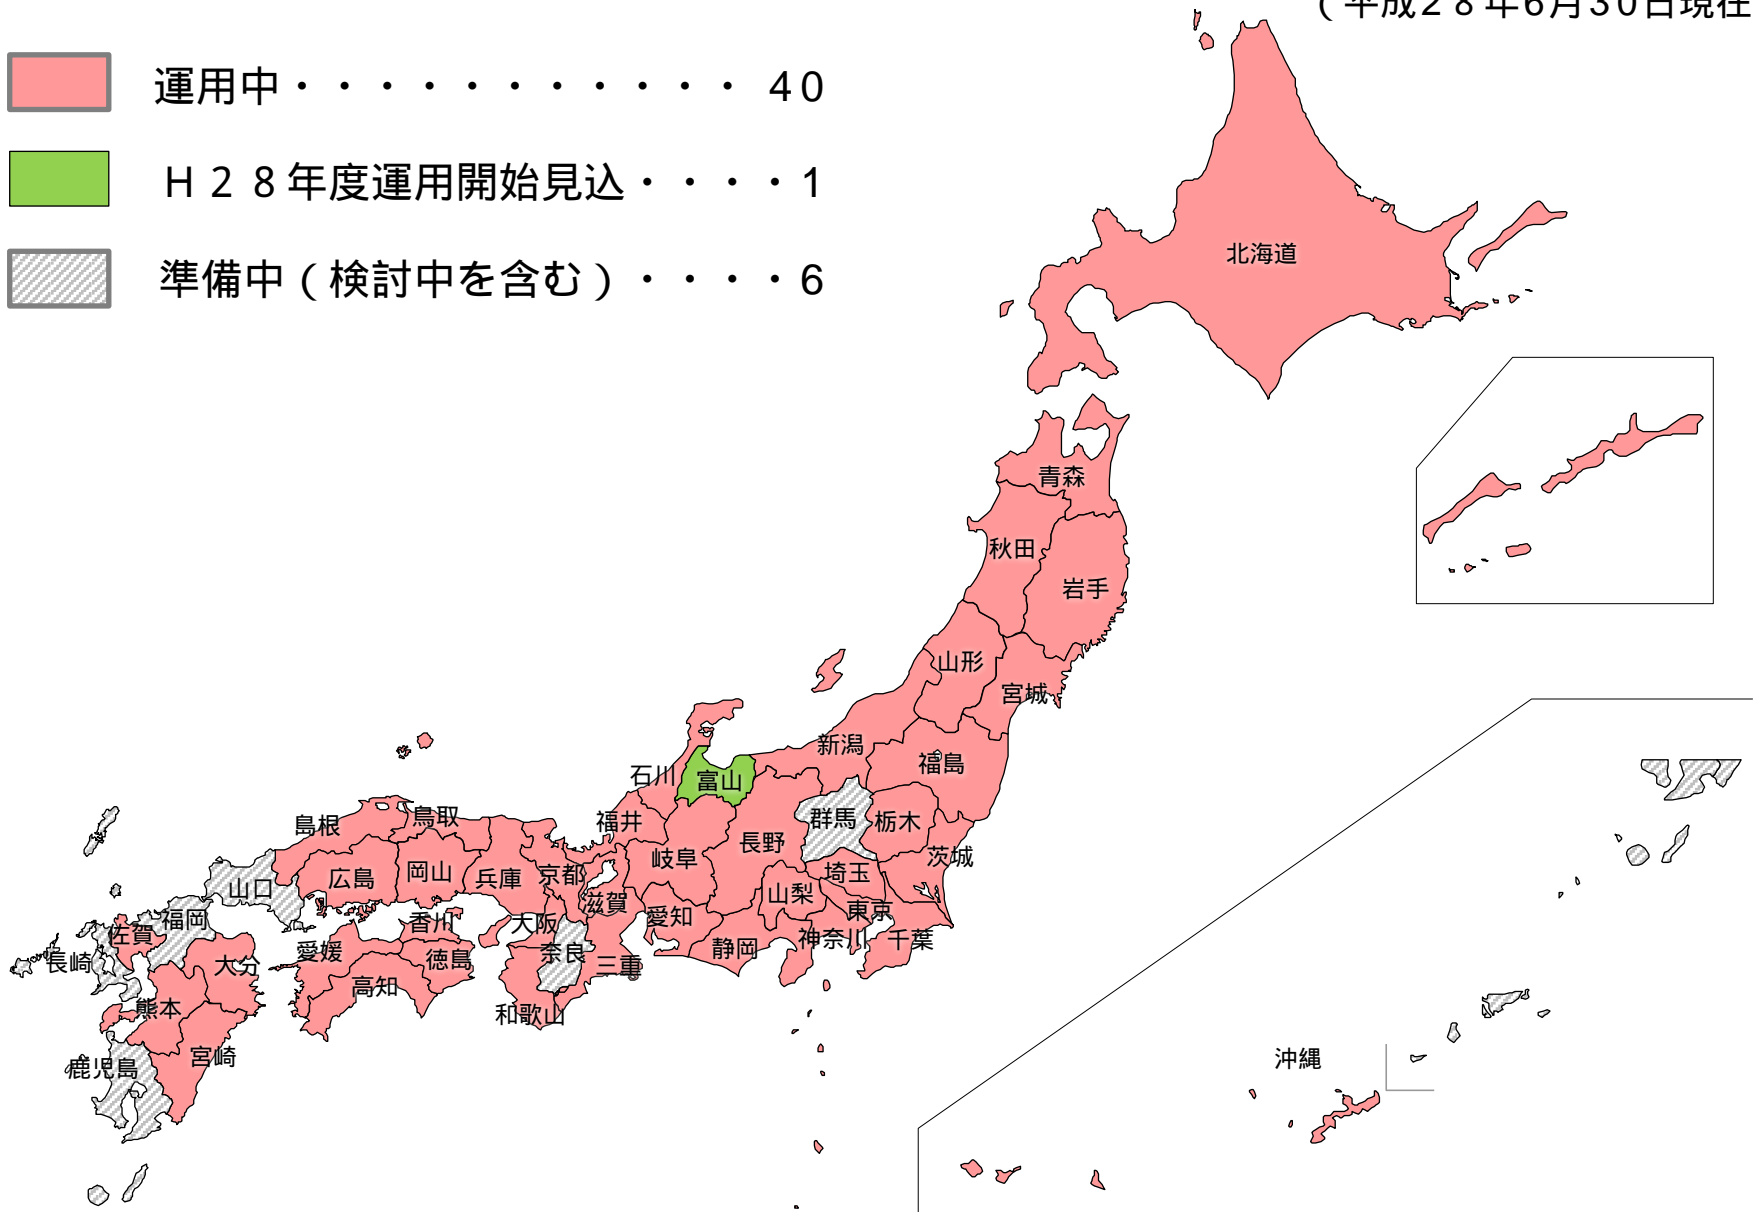 （平成２８年６月３０日現在
運用中・・・・・・・・・・・４０
Ｈ２８年度運用開始見込・・・・１
準備中（検討中を含む）・・・・６
北海道
青森
秋田
岩手
山形
宮城
新潟
福島
石川
富山
群馬
栃木
福井
長野
茨城
岐阜
埼玉
山梨
東京
神奈川
千葉
静岡
愛知
島根
鳥取
広島
岡山
兵庫
京都
滋賀
山口
大阪
奈良
三重
和歌山
香川
徳島
愛媛
高知
福岡
佐賀
長崎
大分
熊本
宮崎
鹿児島
沖縄